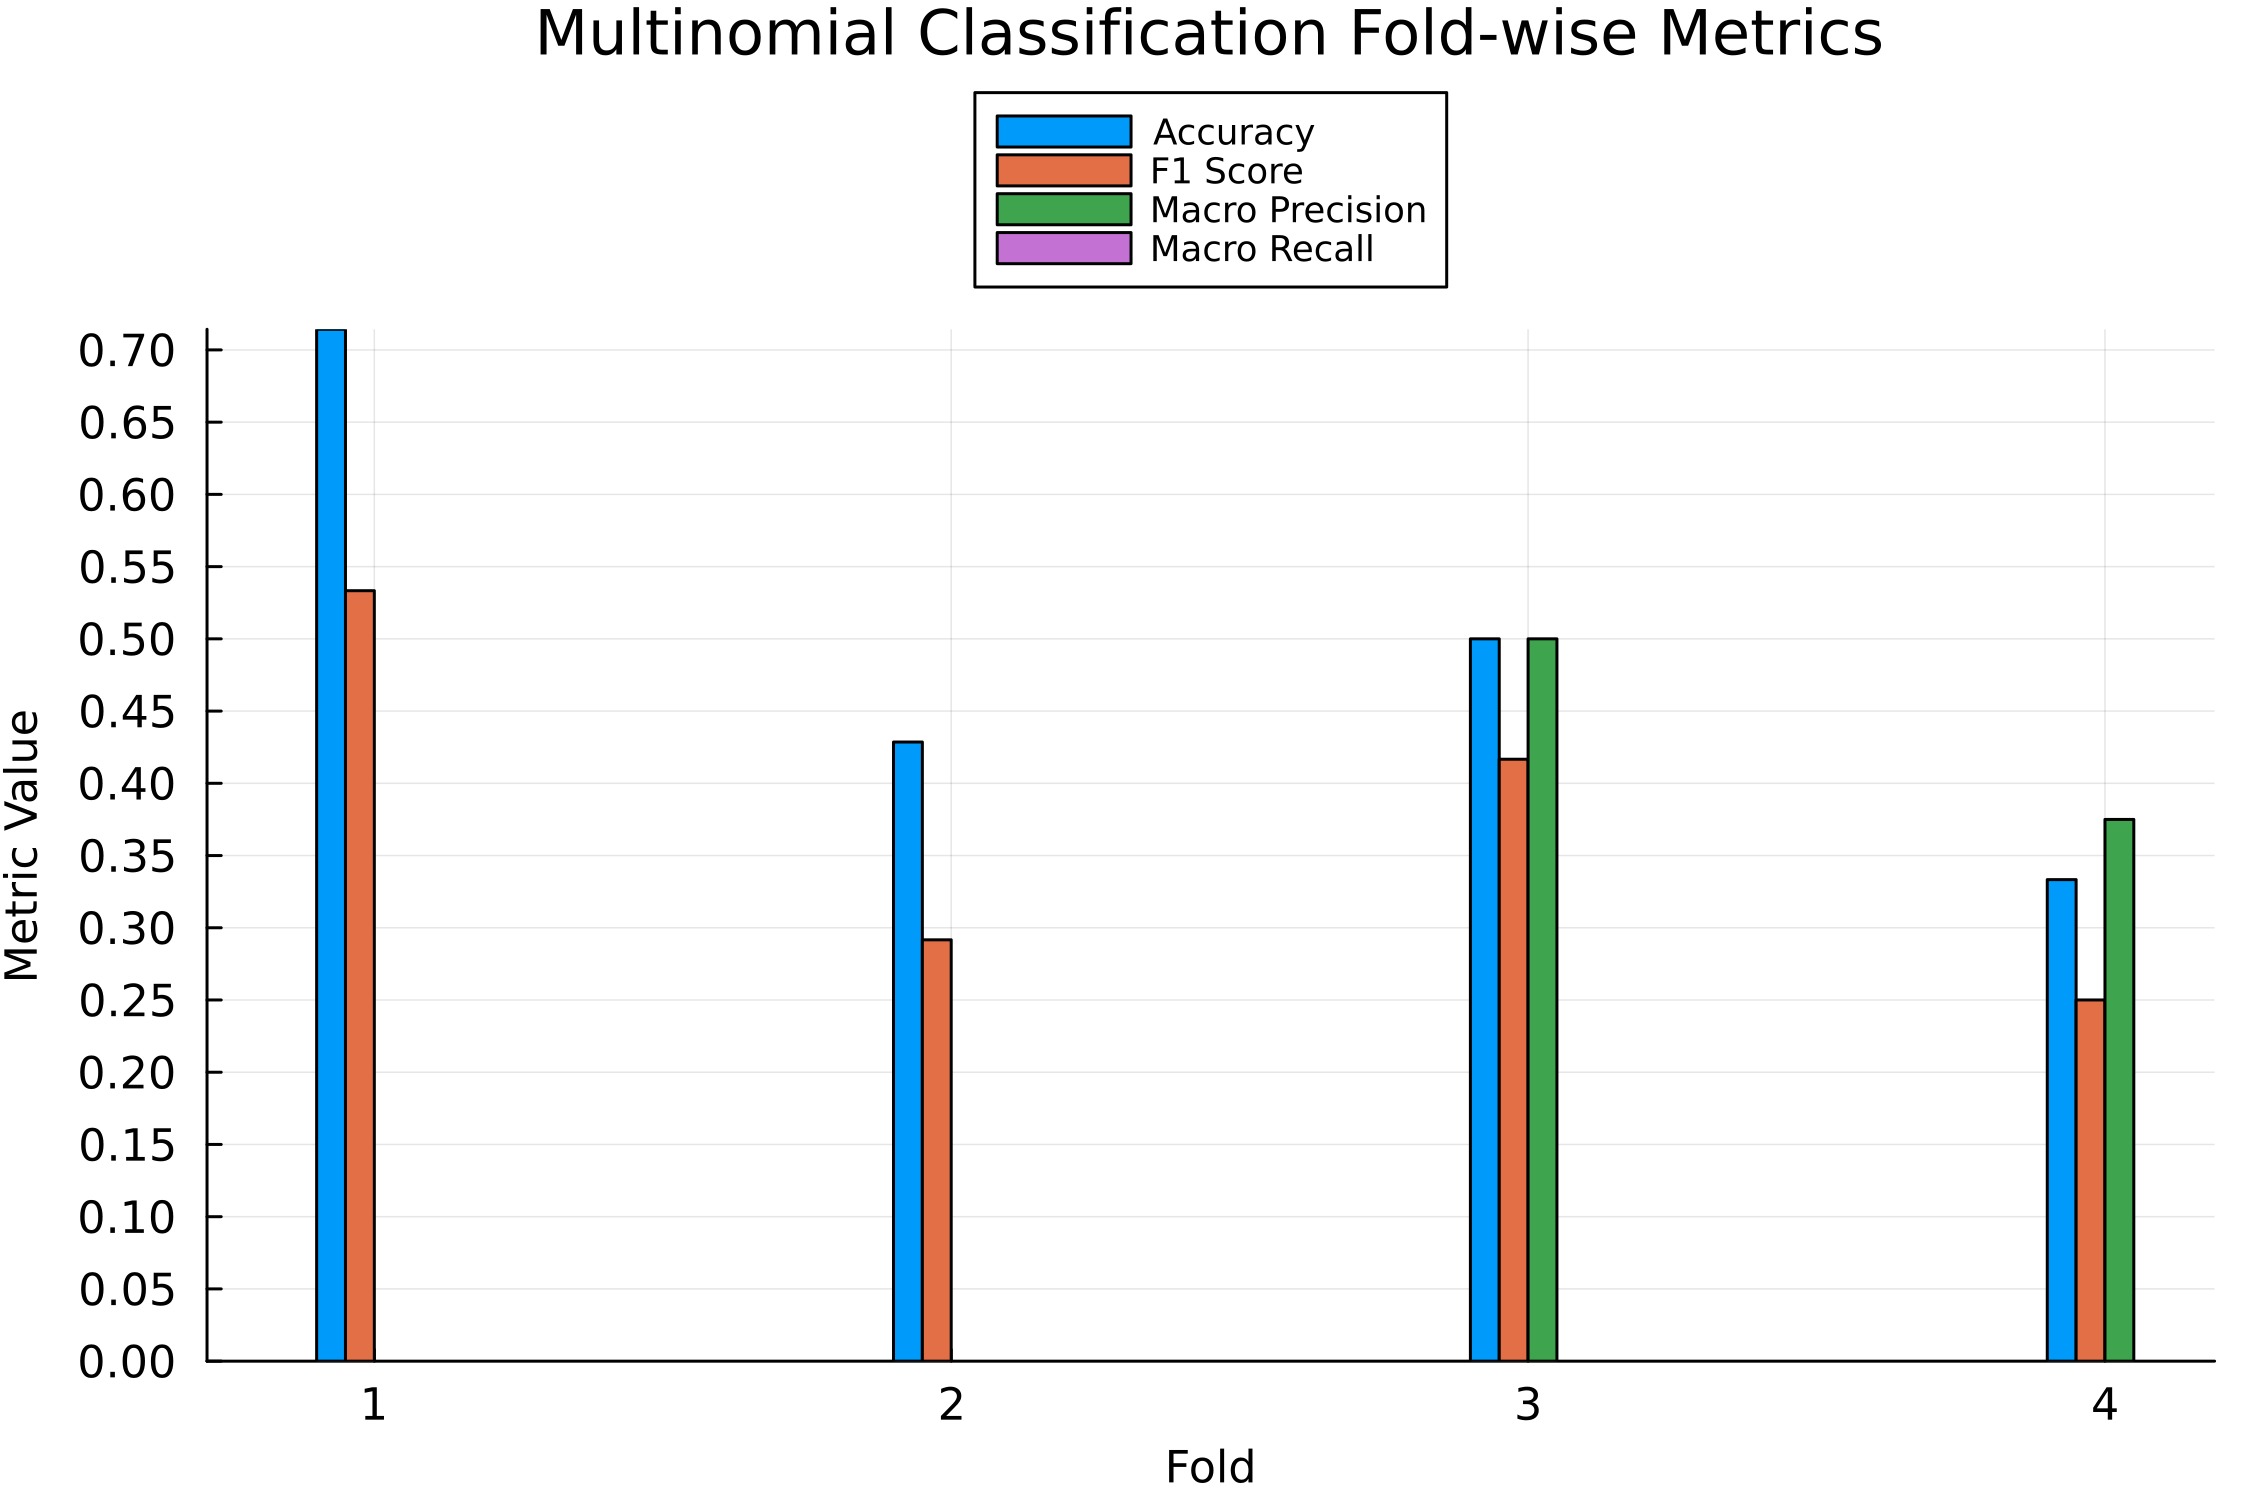 Multinomial Classification Fold-wise Metrics
Accuracy
F1 Score
Macro Precision
Macro Recall
0.70
0.65
0.60
0.55
0.50
0.45
0.40
0.35
0.30
0.25
0.20
0.15
0.10
0.05
0.00
Metric Value
1 2 3 4
Fold